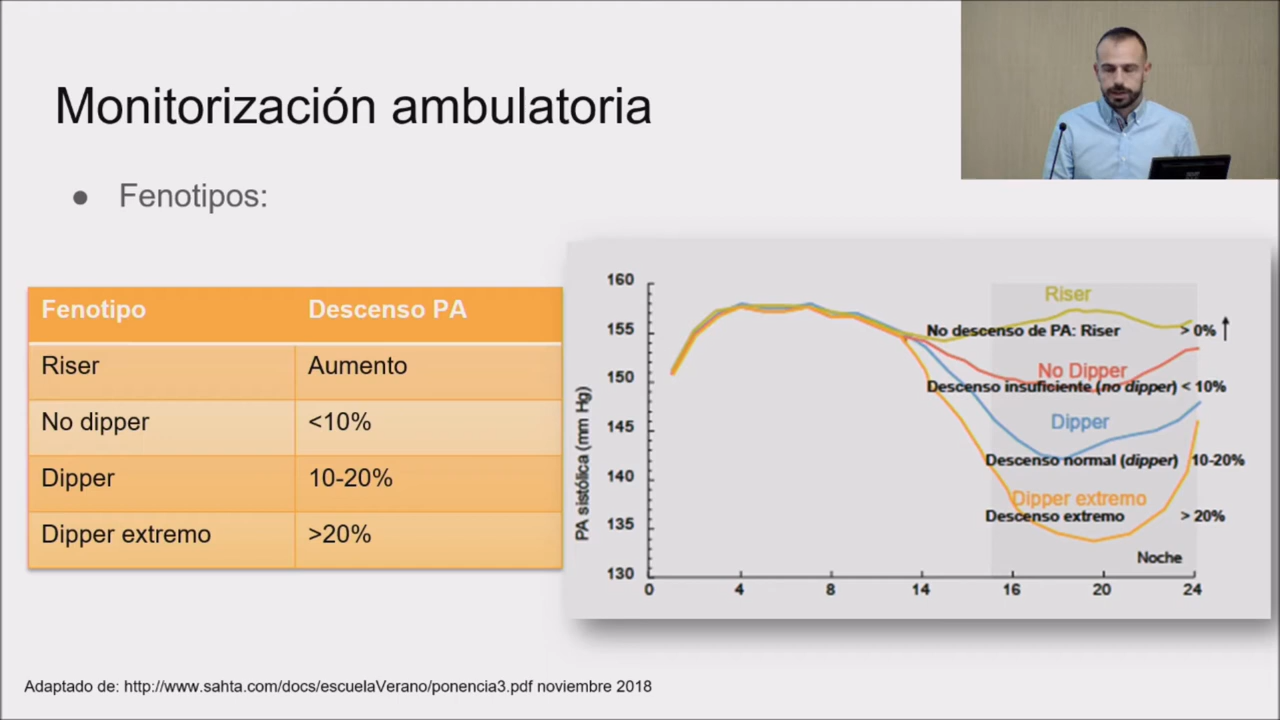 Monitorización ambulatoria
● Fenotipos:
Fenotipo Descenso PA
Riser Aumento
No dipper <10%
Dipper 10-20%
Dipper extremo >20%
PA sistólica (mm Hg)
160
155
150
145
140
135
130
0 4 8 14 16 20 24
Riser
No descenso de PA: Riser > 0% ↑
No Dipper
Descenso insuficiente (no dipper) < 10%
Dipper
Descenso normal (dipper) 10-20%
Dipper extremo
Descenso extremo > 20%
Noche
Adaptado de: http://www.sahta.com/docs/escuelaVerano/ponencia3.pdf noviembre 2018